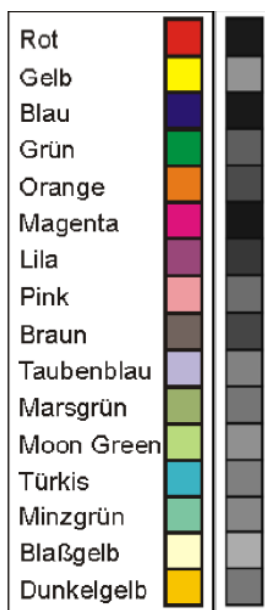 Rot
Gelb
Blau
Grün
Orange
Magenta
Lila
Pink
Braun
Taubenblau
Marsgrün
Moon Green
Türkis
Minzgrün
Blaßgelb
Dunkelgelb